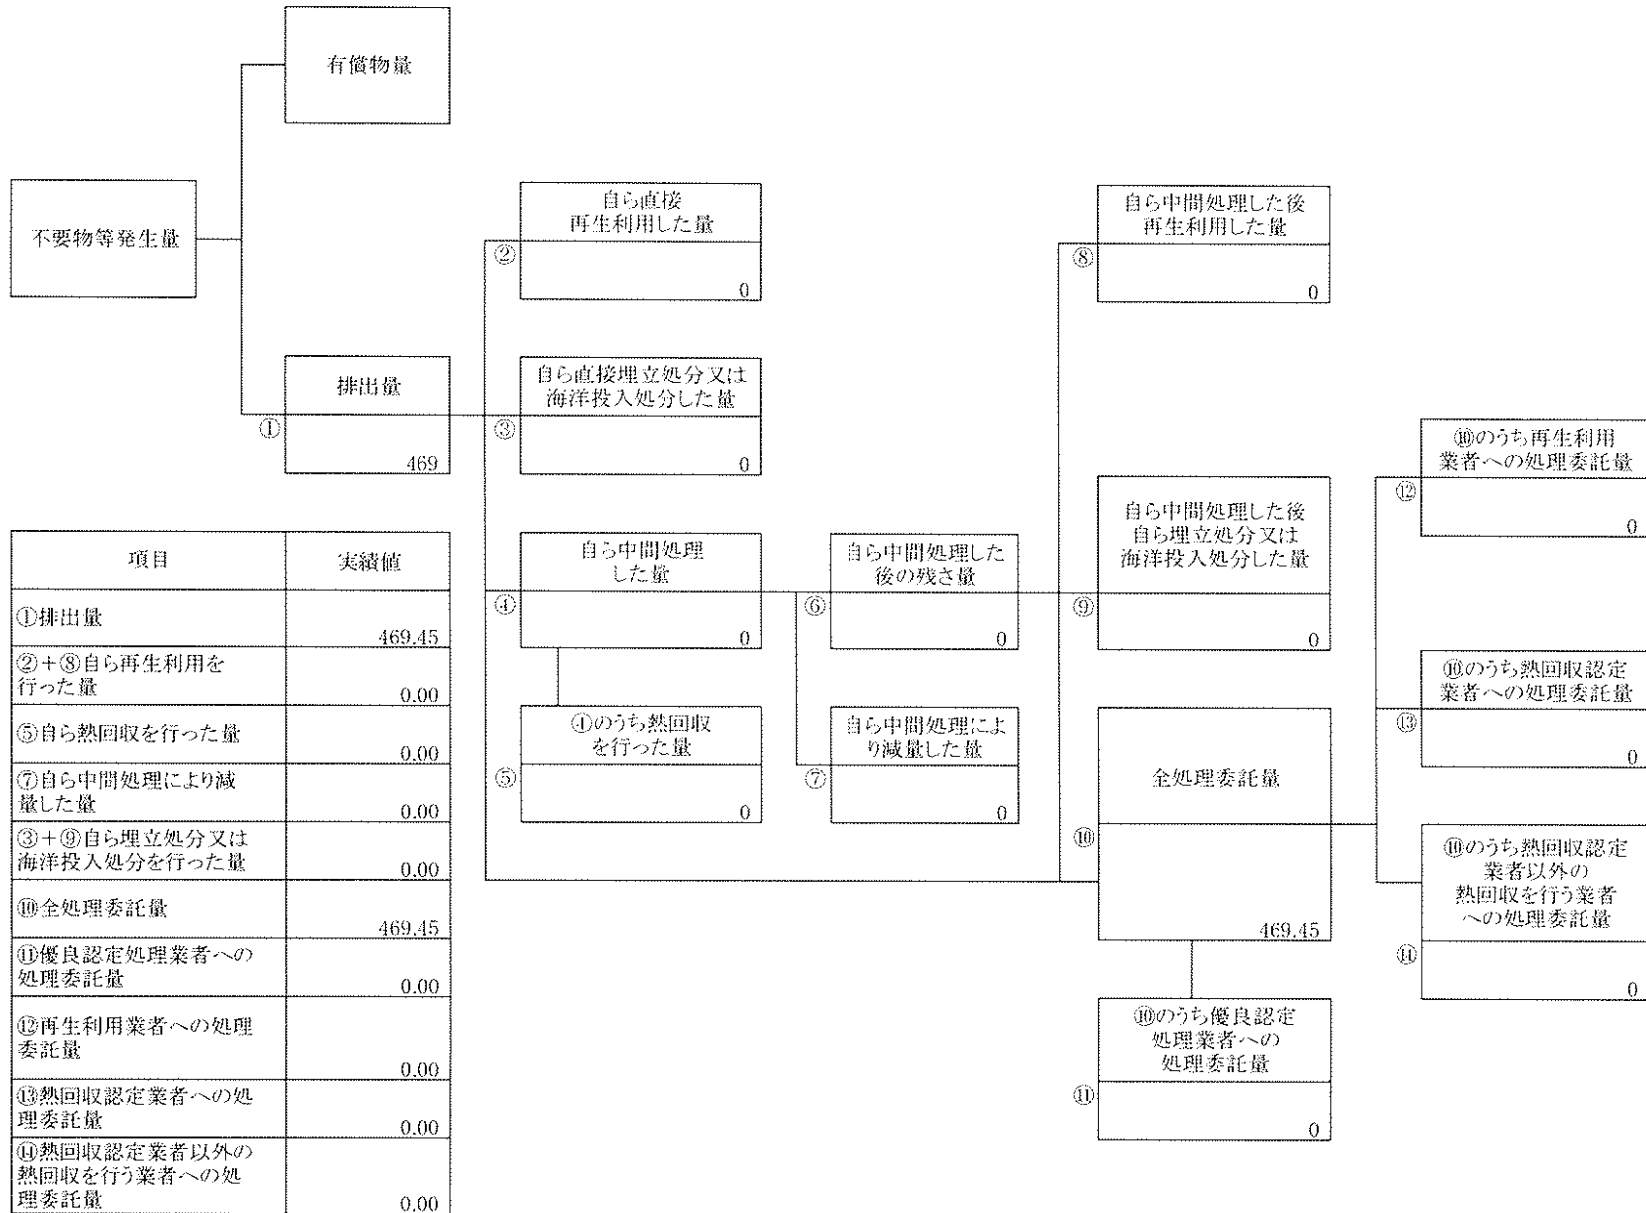 有償物量
不要物等発生量
自ら直接
再生利用した量
②
0
自ら中間処理した後
再生利用した量
⑧
0
排出量
①
469
自ら直接埋立処分又は
海洋投入処分した量
③
0
⑩のうち再生利用
業者への処理委託量
⑫
0
自ら中間処理
した量
④
0
自ら中間処理した
後の残さ量
⑥
0
自ら中間処理した後
自ら埋立処分又は
海洋投入処分した量
⑨
0
⑩のうち熱回収認定
業者への処理委託量
⑬
0
④のうち熱回収
を行った量
⑤
0
自ら中間処理によ
り減量した量
⑦
0
全処理委託量
⑩
469.45
⑩のうち熱回収認定
業者以外の
熱回収を行う業者
への処理委託量
⑭
0
⑩のうち優良認定
処理業者への
処理委託量
⑪
0
項目 実績値
①排出量
469.45
②+⑧自ら再生利用を
行った量
0.00
⑤自ら熱回収を行った量
0.00
⑦自ら中間処理により減
量した量
0.00
③+⑨自ら埋立処分又は
海洋投入処分を行った量
0.00
⑩全処理委託量
469.45
⑪優良認定処理業者への
処理委託量
0.00
⑫再生利用業者への処理
委託量
0.00
⑬熱回収認定業者への処
理委託量
0.00
⑭熱回収認定業者以外の
熱回収を行う業者への処
理委託量
0.00